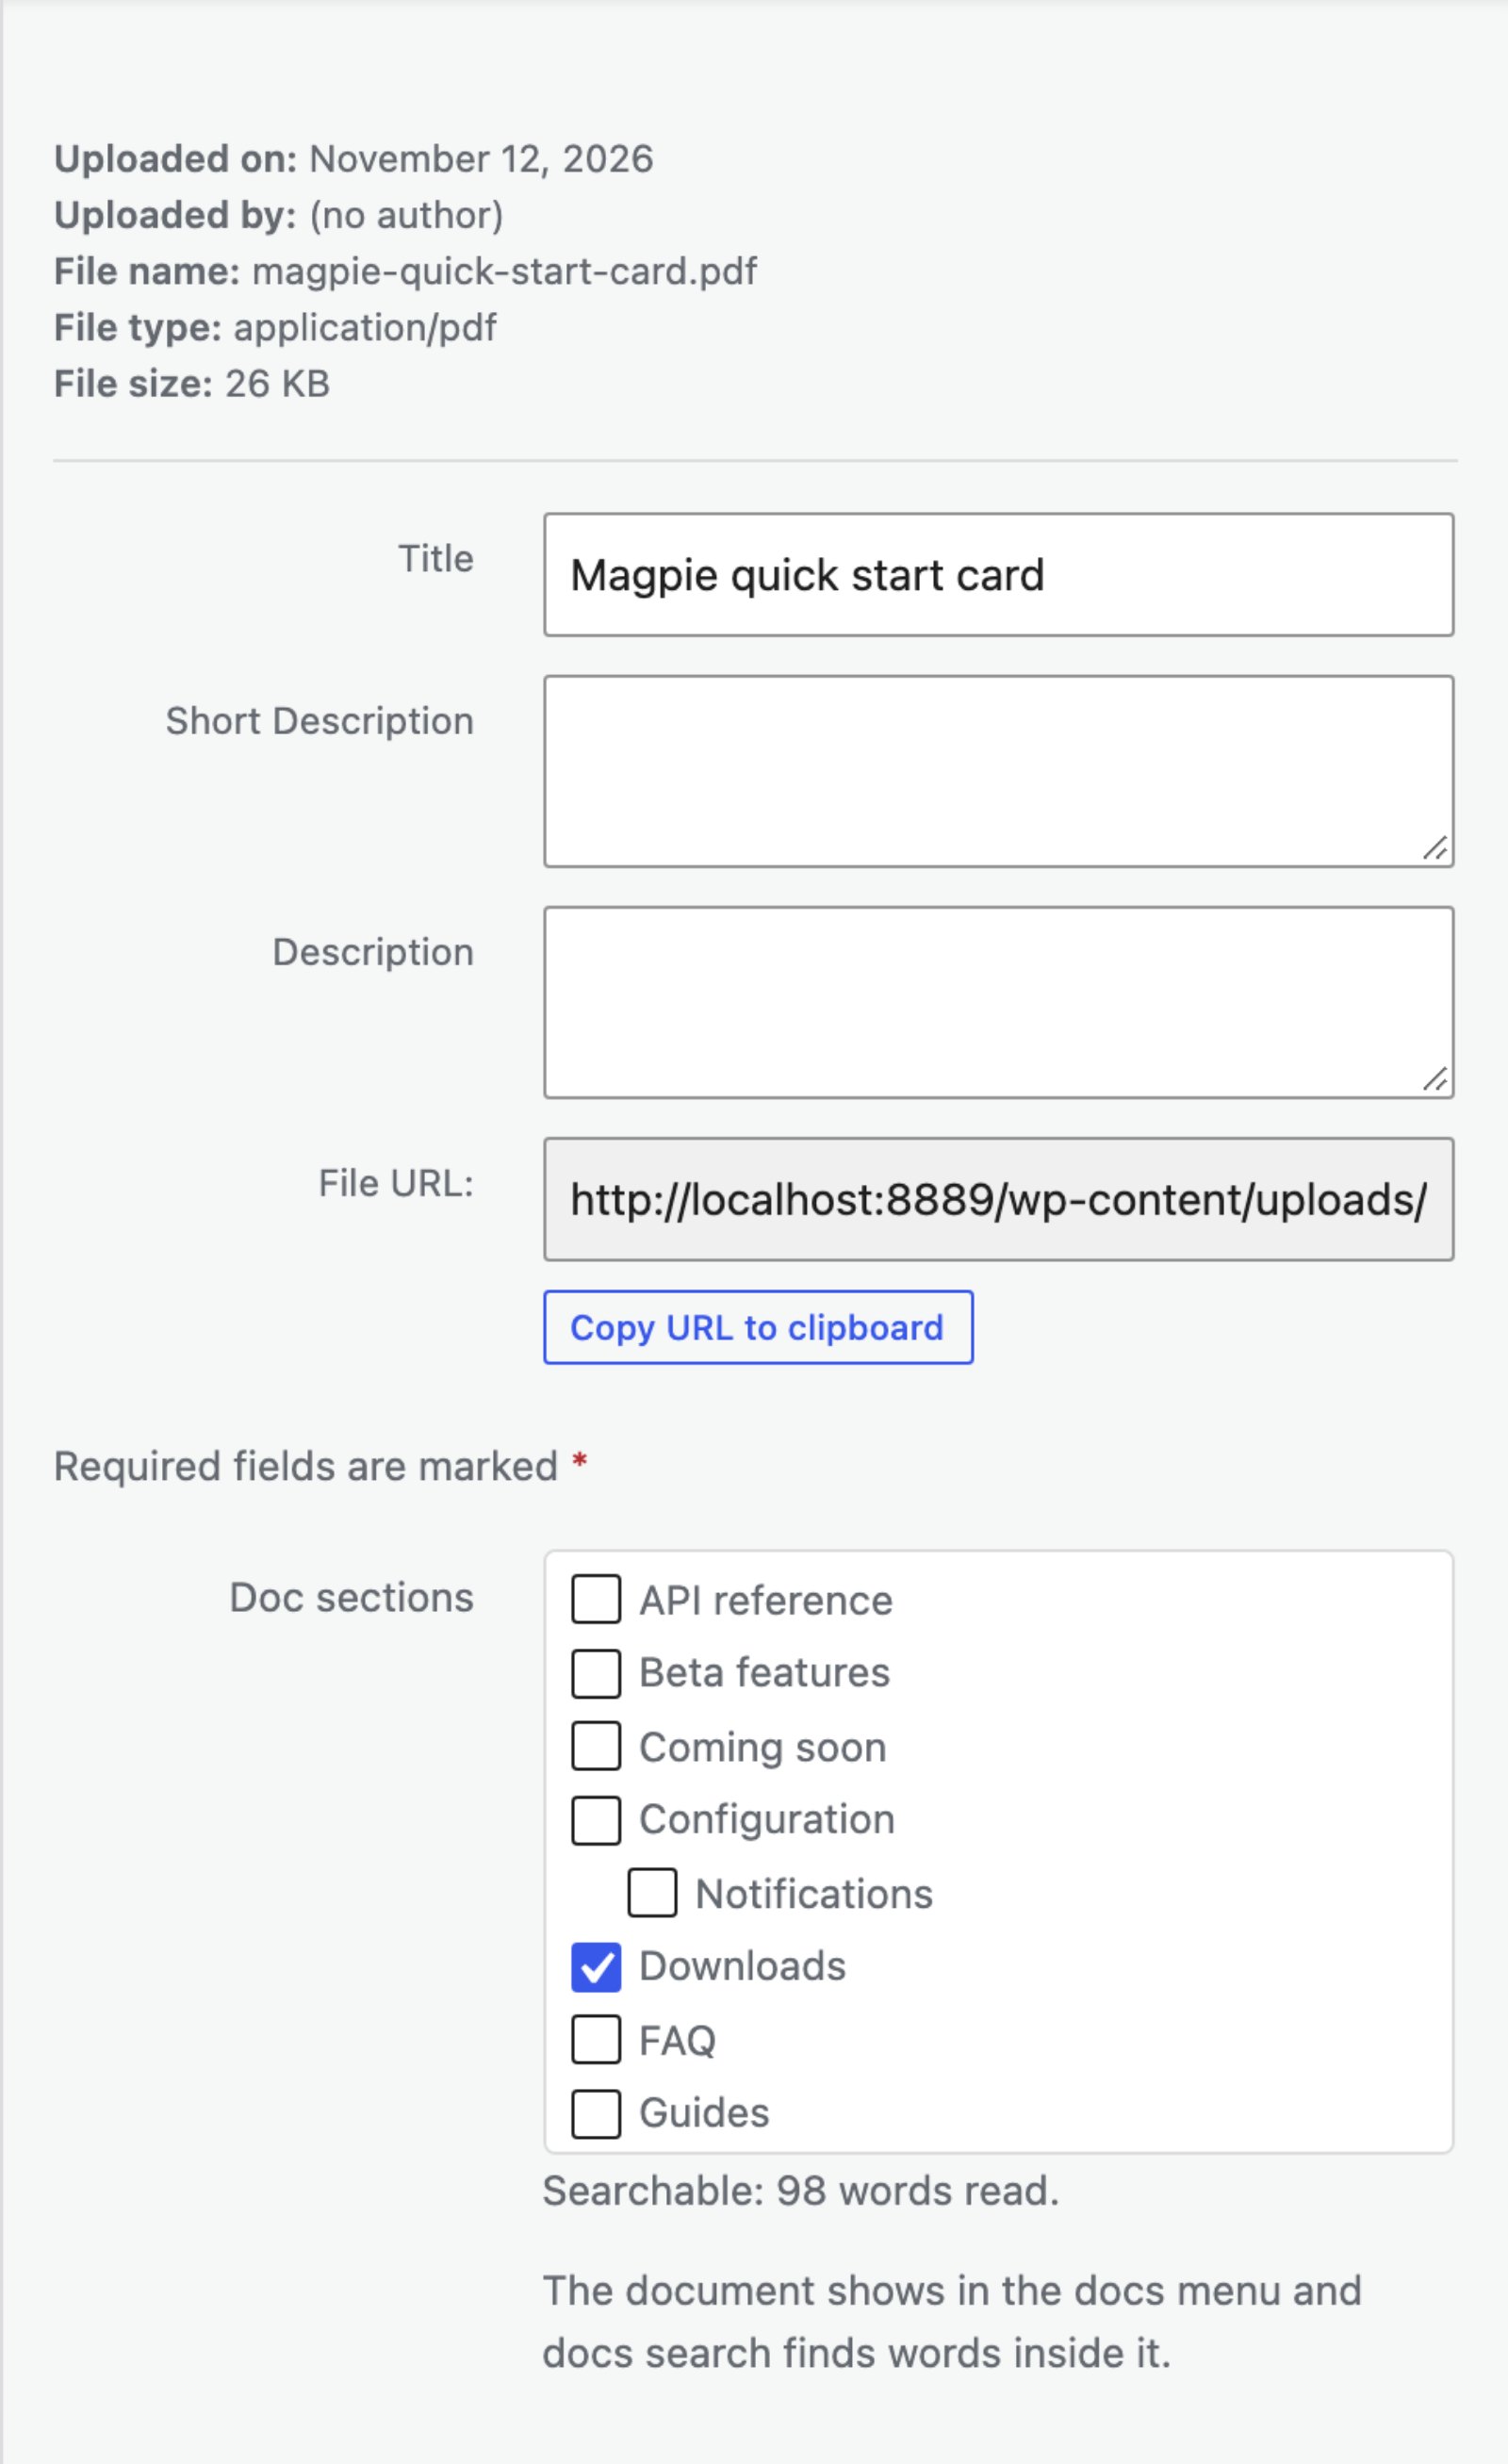 Uploaded on: November 12, 2026
Uploaded by: (no author)
File name: magpie-quick-start-card.pdf
File type: application/pdf
File size: 26 KB
Title
Magpie quick start card
Short Description
Description
File URL:
http://localhost:8889/wp-content/uploads/
Copy URL to clipboard
Required fields are marked *
Doc sections
API reference
Beta features
Coming soon
Configuration
Notifications
Downloads
FAQ
Guides
Searchable: 98 words read.
The document shows in the docs menu and
docs search finds words inside it.